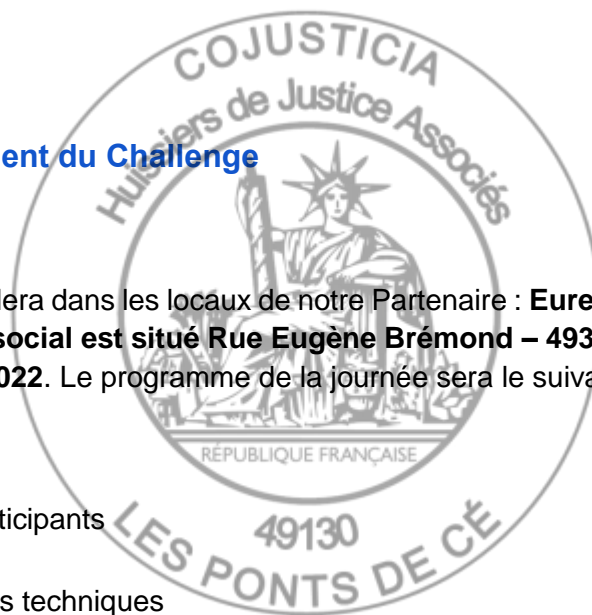 COJUSTICIA
Huissiers de Justice Associés
ent du Challenge
lera dans les locaux de notre Partenaire : Eure
social est situé Rue Eugène Brémond – 493
022. Le programme de la journée sera le suiva
RÉPUBLIQUE FRANÇAISE
ticipants
49130
LES PONTS DE CÉ
s techniques